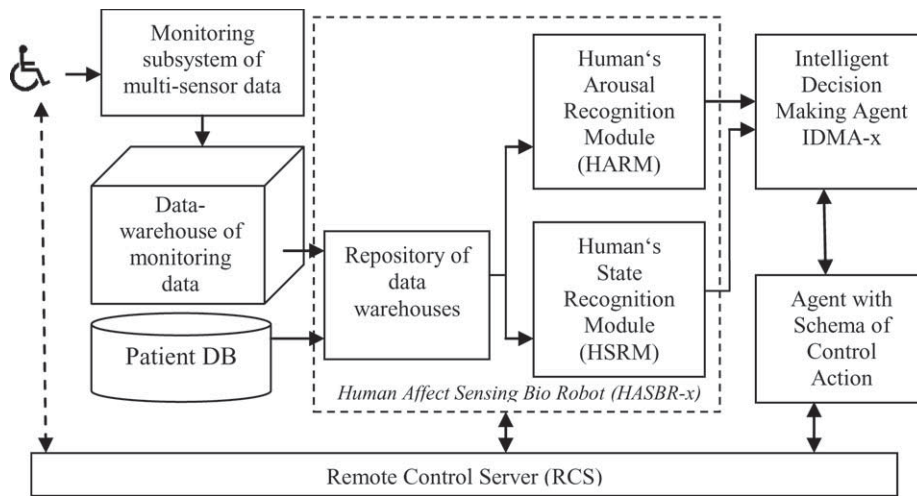 Monitoring
subsystem of
multi-sensor data
Data-
warehouse of
monitoring
data
Patient DB
Repository of
data
warehouses
Human‘s
Arousal
Recognition
Module
(HARM)
Human‘s
State
Recognition
Module
(HSRM)
Human Affect Sensing Bio Robot (HASBR-x)
Intelligent
Decision
Making Agent
IDMA-x
Agent with
Schema of
Control
Action
Remote Control Server (RCS)